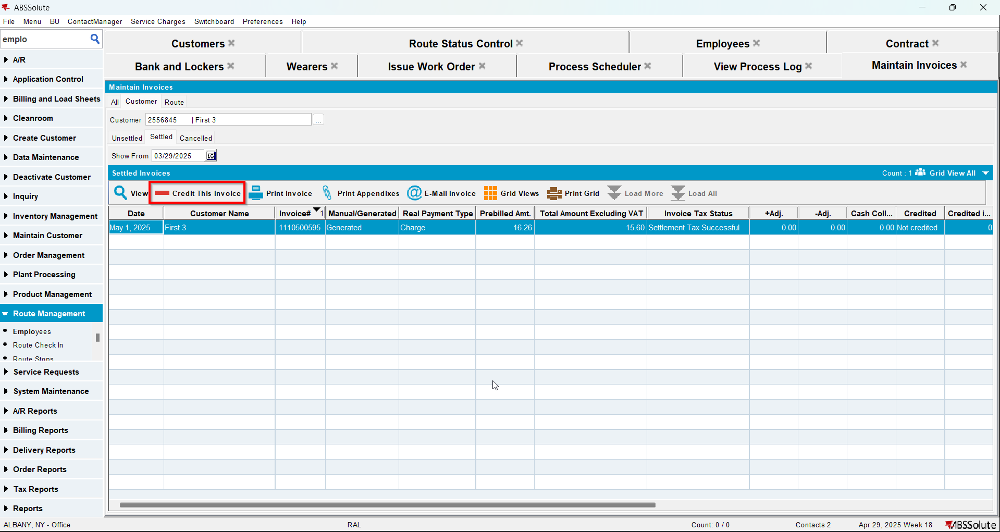 ABSSolute
File Menu BU ContactManager Service Charges Switchboard Preferences Help
emplo
Customers Route Status Control Employees Contract
Bank and Lockers Wearers Issue Work Order Process Scheduler View Process Log Maintain Invoices
A/R
Application Control
Billing and Load Sheets
Cleanroom
Create Customer
Data Maintenance
Deactivate Customer
Inquiry
Inventory Management
Maintain Customer
Order Management
Plant Processing
Product Management
Route Management
Employees
Route Check In
Route Stops
Service Requests
System Maintenance
A/R Reports
Billing Reports
Delivery Reports
Order Reports
Tax Reports
Reports
Maintain Invoices
All Customer Route
Customer 2556845 | First 3 ...
Unsettled Settled Cancelled
Show From 03/29/2025 16
Settled Invoices Count : 1 Grid View All
View Credit This Invoice Print Invoice Print Appendixes @ E-Mail Invoice Grid Views Print Grid Load More Load All
Date Customer Name Invoice# 1 Manual/Generated Real Payment Type Prebilled Amt. Total Amount Excluding VAT Invoice Tax Status +Adj. -Adj. Cash Coll... Credited Credited i...
May 1, 2025 First 3 1110500595 Generated Charge 16.26 15.60 Settlement Tax Successful 0.00 0.00 0.00 Not credited 0
ALBANY, NY - Office RAL Count: 0 / 0 Contacts 2 Apr 29, 2025 Week 18 ABSSolute